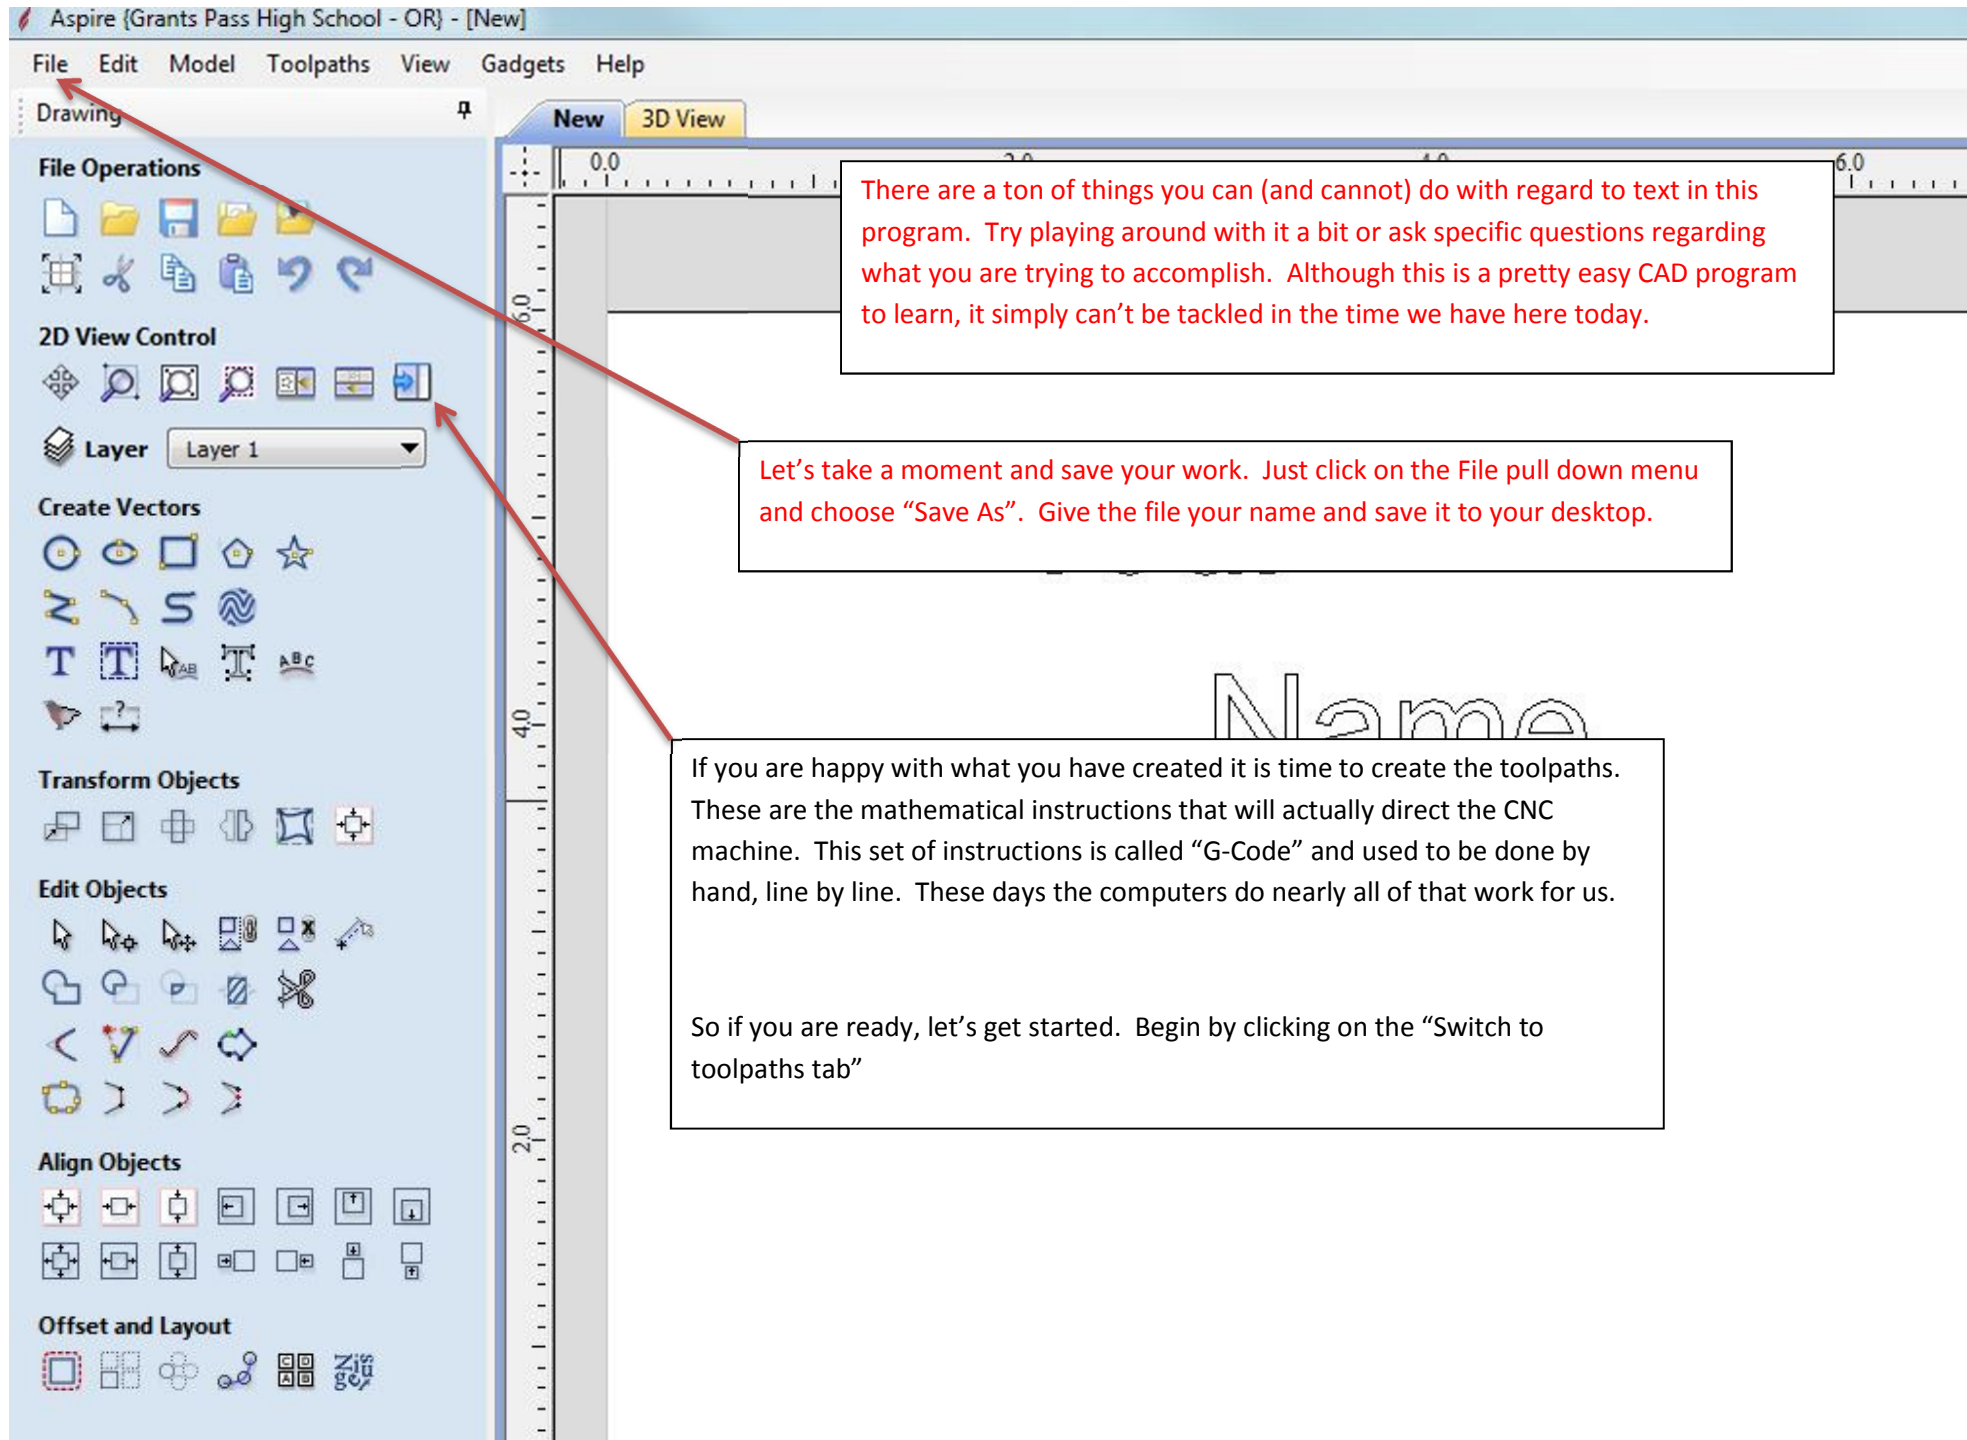 Aspire {Grants Pass High School - OR} - [New]
File Edit Model Toolpaths View Gadgets Help
Drawing
New 3D View
File Operations
0.0 6.0
There are a ton of things you can (and cannot) do with regard to text in this
program. Try playing around with it a bit or ask specific questions regarding
what you are trying to accomplish. Although this is a pretty easy CAD program
to learn, it simply can’t be tackled in the time we have here today.
6.0
2D View Control
Layer Layer 1
Let’s take a moment and save your work. Just click on the File pull down menu
and choose “Save As”. Give the file your name and save it to your desktop.
Create Vectors
Name
4.0
If you are happy with what you have created it is time to create the toolpaths.
These are the mathematical instructions that will actually direct the CNC
machine. This set of instructions is called “G-Code” and used to be done by
hand, line by line. These days the computers do nearly all of that work for us.
So if you are ready, let’s get started. Begin by clicking on the “Switch to
toolpaths tab”
Transform Objects
Edit Objects
2.0
Align Objects
Offset and Layout